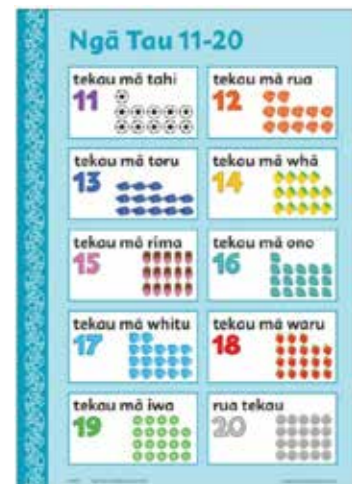 Ngā Tau 11-20
tekau mā tahi
11
tekau mā rua
12
tekau mā toru
13
tekau mā whā
14
tekau mā rima
15
tekau mā ono
16
tekau mā whitu
17
tekau mā waru
18
tekau mā iwa
19
rua tekau
20